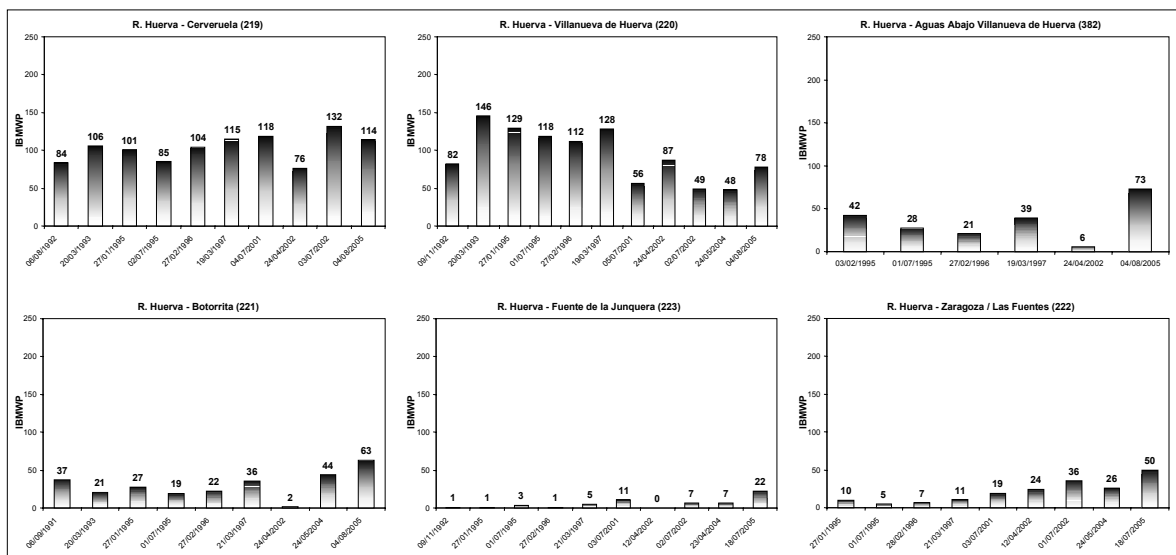 R. Huerva - Cerveruela (219)
IBMWP
250
200
150
100
50
0
84 106 101 85 104 115 118 76 132 114
06/08/1992 20/03/1993 27/01/1995 02/07/1995 27/02/1996 19/03/1997 04/07/2001 24/04/2002 03/07/2002 04/08/2005
R. Huerva - Villanueva de Huerva (220)
IBMWP
250
200
150
100
50
0
82 146 129 118 112 128 56 87 49 48 78
09/11/1992 20/03/1993 27/01/1995 01/07/1995 27/02/1996 19/03/1997 05/07/2001 24/04/2002 02/07/2002 24/05/2004 04/08/2005
R. Huerva - Aguas Abajo Villanueva de Huerva (382)
IBMWP
250
200
150
100
50
0
42 28 21 39 6 73
03/02/1995 01/07/1995 27/02/1996 19/03/1997 24/04/2002 04/08/2005
R. Huerva - Botorrita (221)
IBMWP
250
200
150
100
50
0
37 21 27 19 22 36 2 44 63
06/09/1991 20/03/1993 27/01/1995 01/07/1995 27/02/1996 21/03/1997 24/04/2002 24/05/2004 04/08/2005
R. Huerva - Fuente de la Junquera (223)
IBMWP
250
200
150
100
50
0
1 1 3 1 5 11 0 7 7 22
09/11/1992 27/01/1995 01/07/1995 27/02/1996 21/03/1997 03/07/2001 12/04/2002 02/07/2002 23/04/2004 18/07/2005
R. Huerva - Zaragoza / Las Fuentes (222)
IBMWP
250
200
150
100
50
0
10 5 7 11 19 24 36 26 50
27/01/1995 01/07/1995 28/02/1996 21/03/1997 03/07/2001 12/04/2002 01/07/2002 24/05/2004 18/07/2005